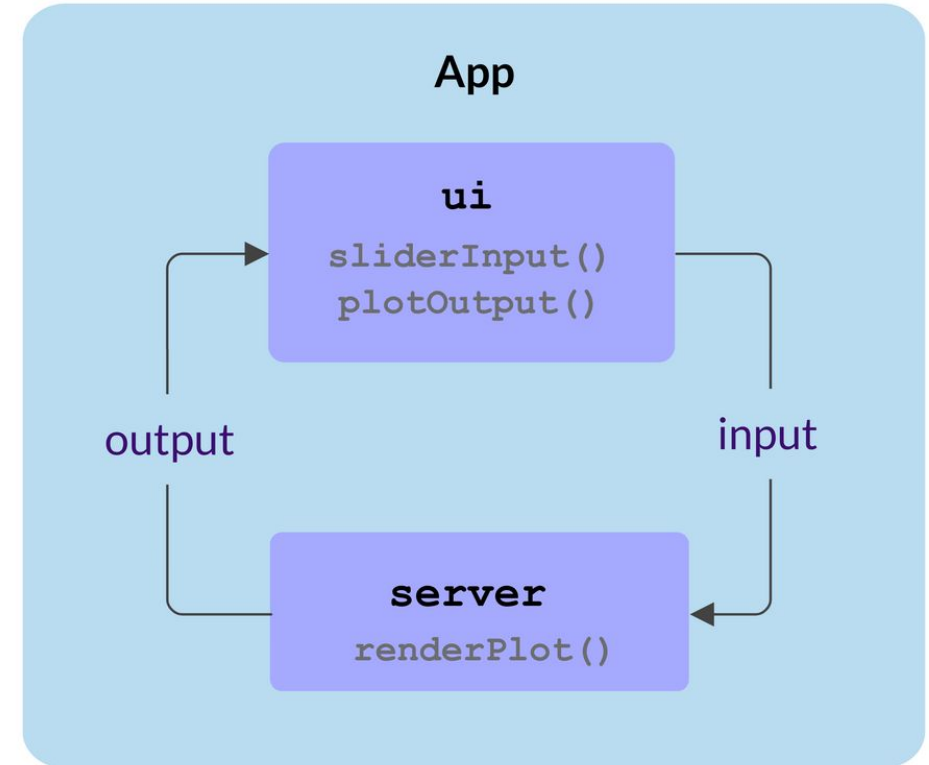 App
ui
sliderInput()
plotOutput()
output
input
server
renderPlot()